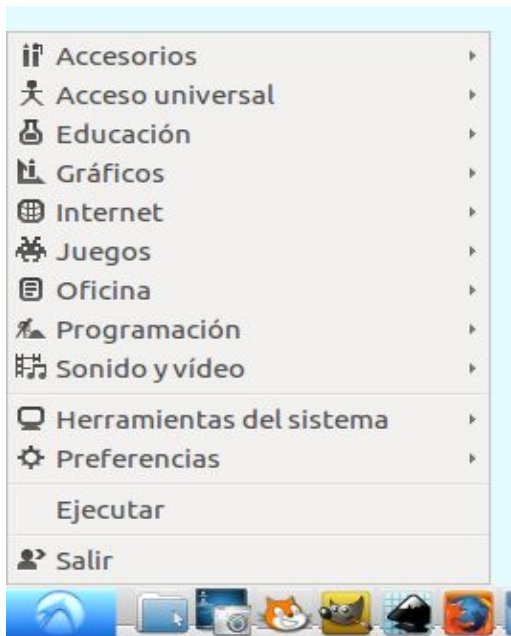 Accesorios
Acceso universal
Educación
Gráficos
Internet
Juegos
Oficina
Programación
Sonido y vídeo
Herramientas del sistema
Preferencias
Ejecutar
Salir